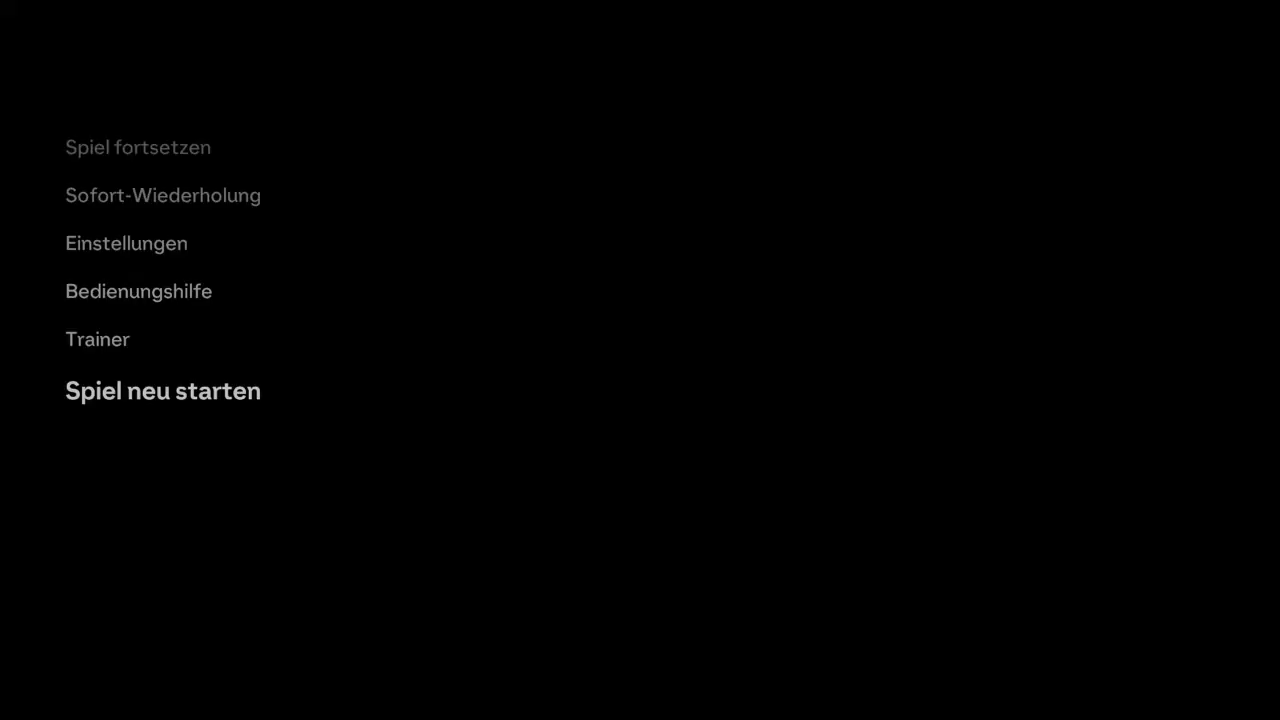 Spiel fortsetzen
Sofort-Wiederholung
Einstellungen
Bedienungshilfe
Trainer
Spiel neu starten